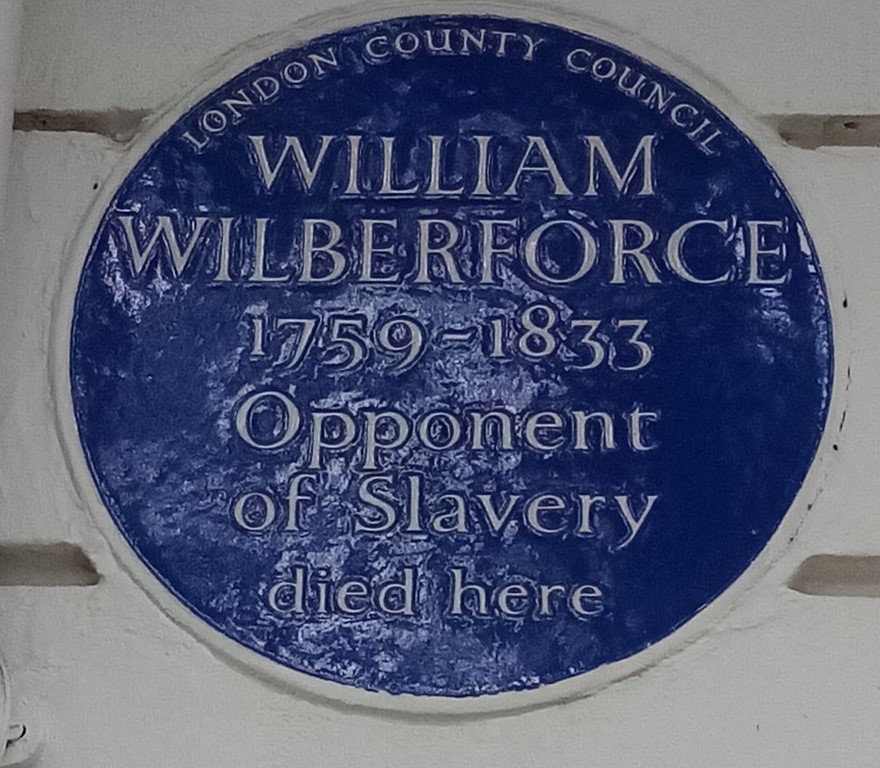 LONDON COUNTY COUNCIL
WILLIAM
WILBERFORCE
1759-1833
Opponent
of Slavery
died here